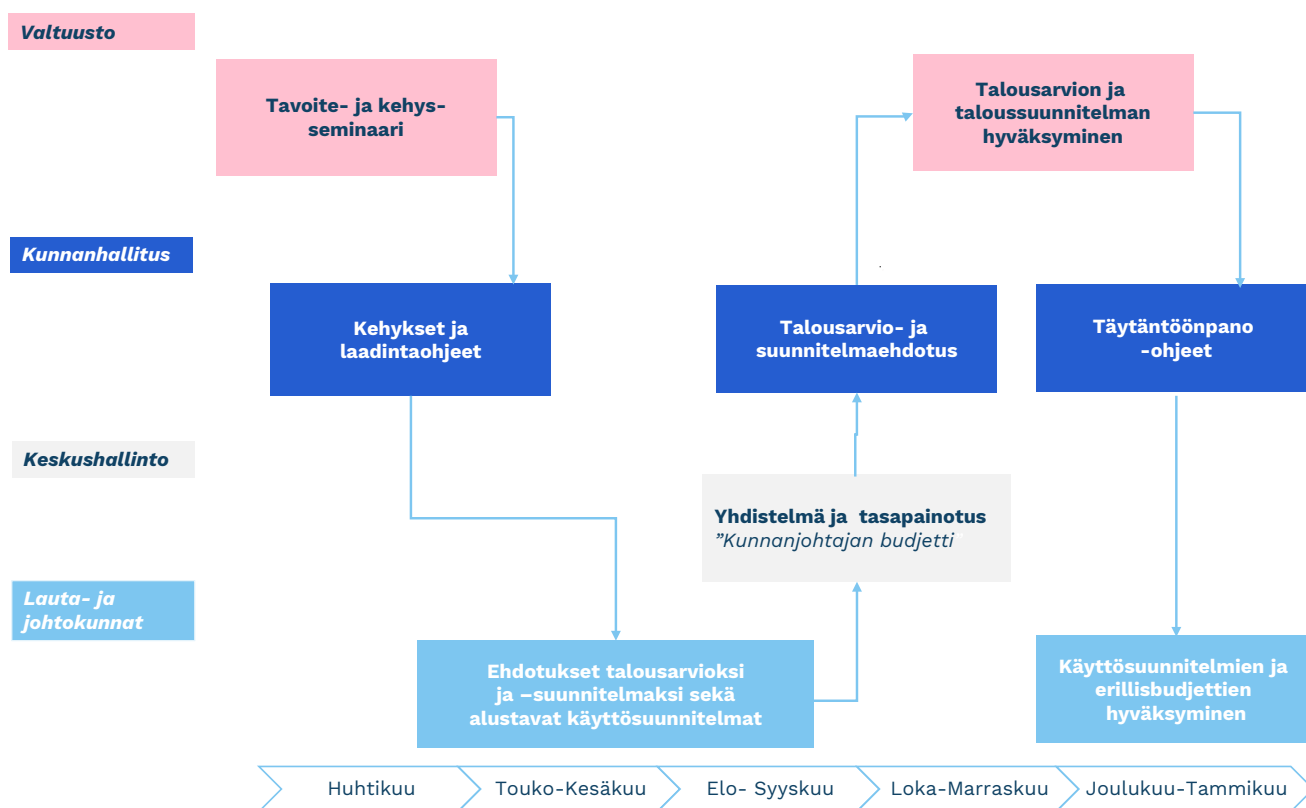 Valtuusto
Tavoite- ja kehys-
seminaari
Talousarvion ja
taloussuunnitelman
hyväksyminen
Kunnanhallitus
Kehykset ja
laadintaohjeet
Talousarvio- ja
suunnitelmaehdotus
Täytäntöönpano
-ohjeet
Keskushallinto
Yhdistelmä ja  tasapainotus
”Kunnanjohtajan budjetti
Lauta- ja
johtokunnat
Ehdotukset talousarvioksi
ja –suunnitelmaksi sekä
alustavat käyttösuunnitelmat
Käyttösuunnitelmien ja
erillisbudjettien
hyväksyminen
Huhtikuu
Touko-Kesäkuu
Elo- Syyskuu
Loka-Marraskuu
Joulukuu-Tammikuu